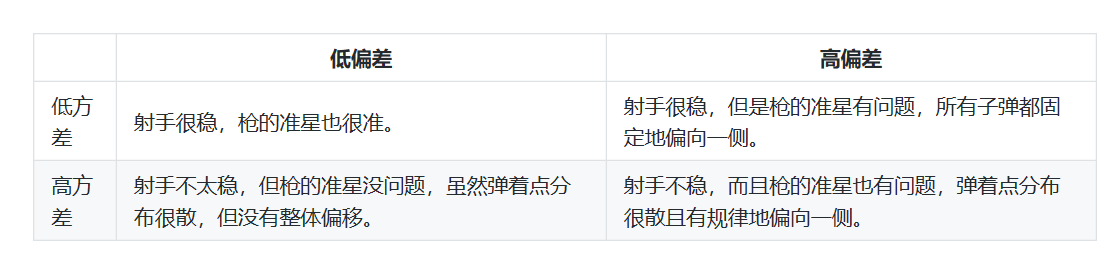 低偏差
高偏差
低方
差
射手很稳，枪的准星也很准。
射手很稳，但是枪的准星有问题，所有子弹都固
定地偏向一侧。
高方
差
射手不太稳，但枪的准星没问题，虽然弹着点分
布很散，但没有整体偏移。
射手不稳，而且枪的准星也有问题，弹着点分布
很散且有规律地偏向一侧。